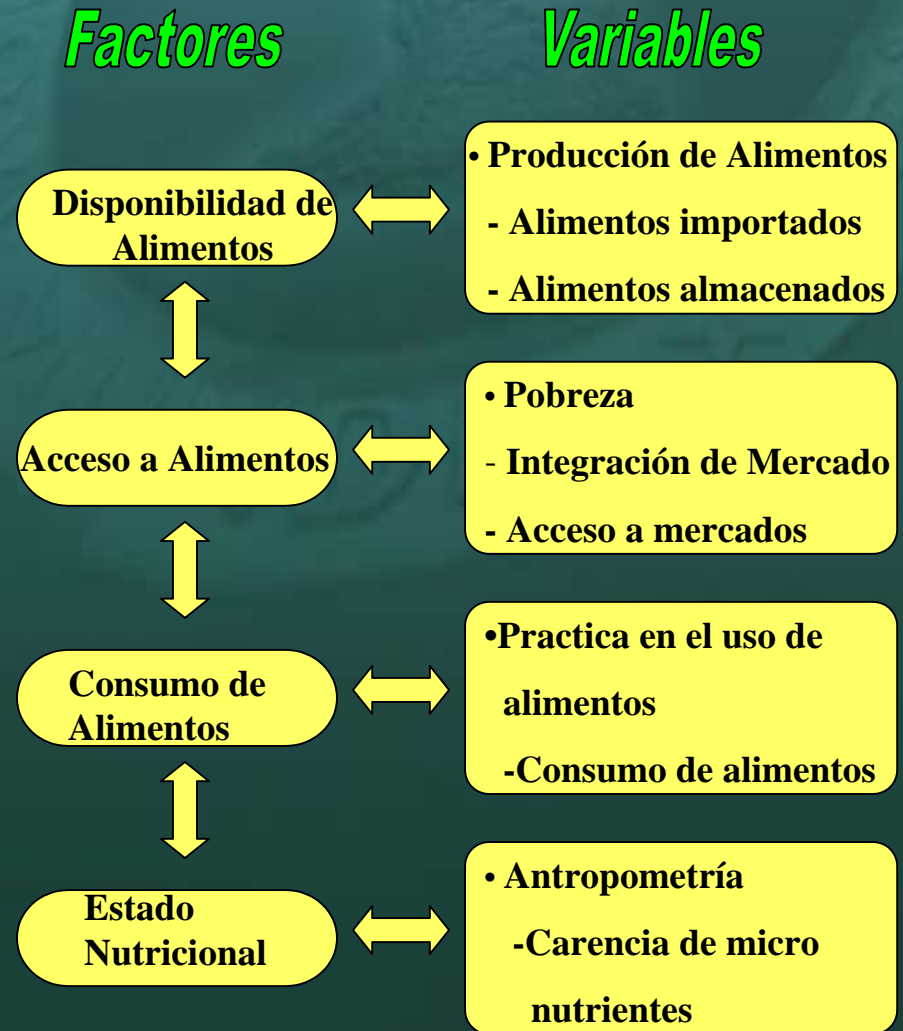 Factores
Variables
Disponibilidad de
Alimentos
• Producción de Alimentos
- Alimentos importados
- Alimentos almacenados
Acceso a Alimentos
• Pobreza
- Integración de Mercado
- Acceso a mercados
Consumo de
Alimentos
•Practica en el uso de
alimentos
-Consumo de alimentos
Estado
Nutricional
• Antropometría
-Carencia de micro
nutrientes